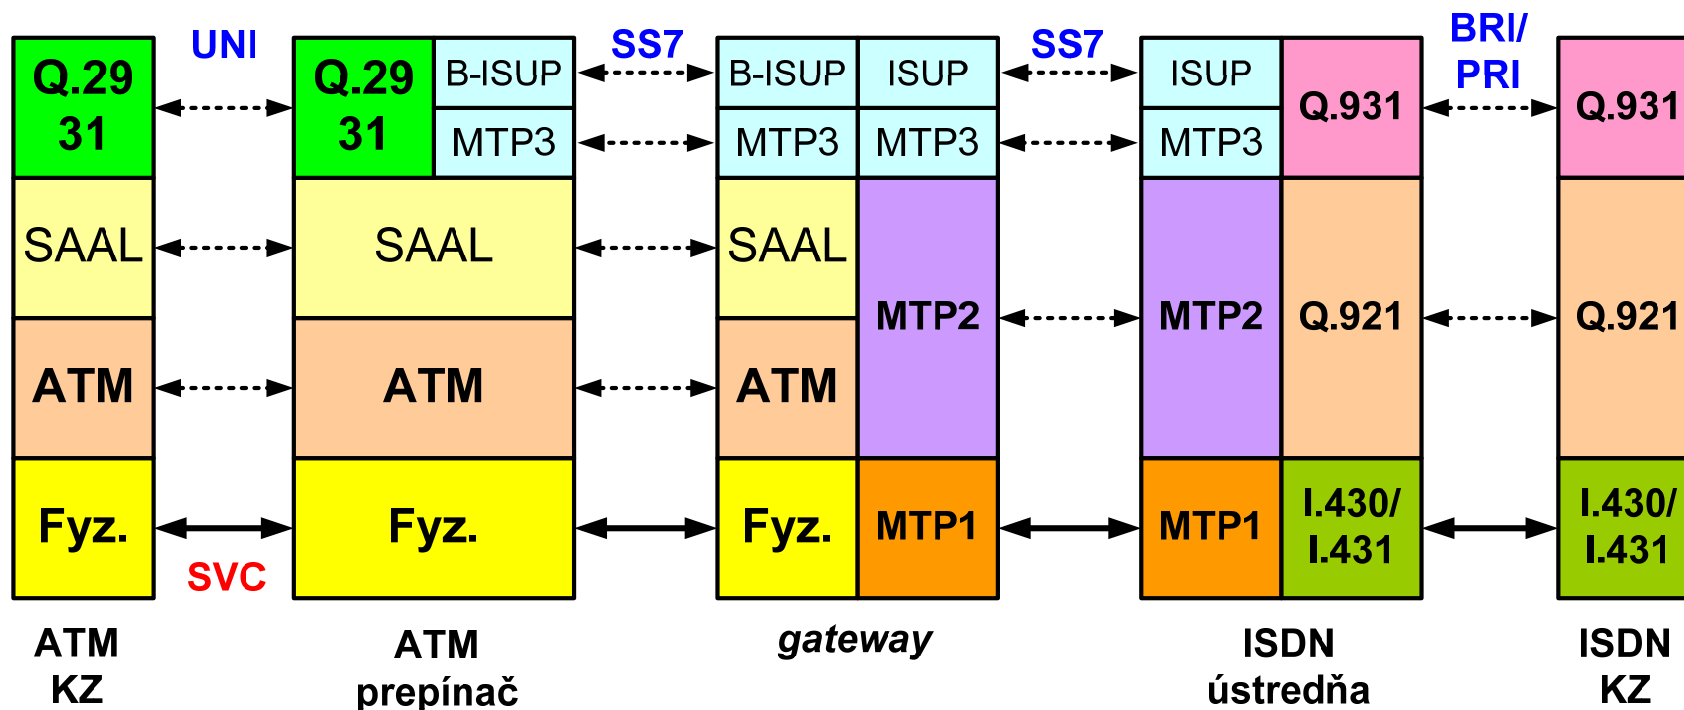 UNI
SS7
SS7
BRI/
PRI
Q.29
31
Q.29
31
B-ISUP
B-ISUP
ISUP
ISUP
Q.931
Q.931
MTP3
MTP3
MTP3
MTP3
SAAL
SAAL
SAAL
MTP2
MTP2
Q.921
Q.921
ATM
ATM
ATM
Fyz.
Fyz.
Fyz.
MTP1
MTP1
I.430/
I.431
I.430/
I.431
SVC
ATM
KZ
ATM
prepínač
gateway
ISDN
ústredňa
ISDN
KZ